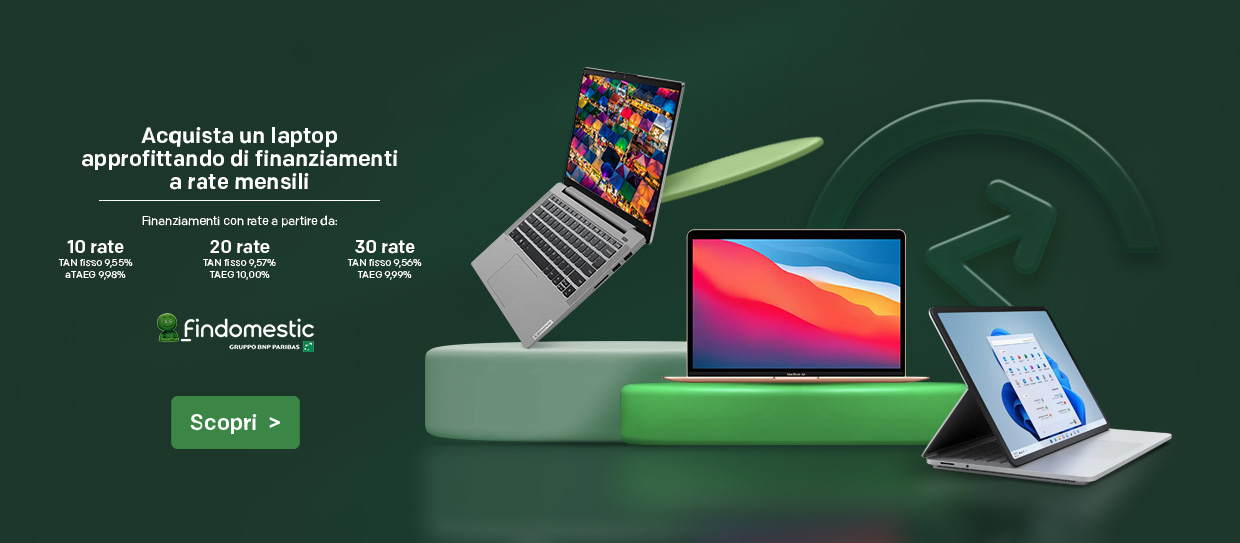 Acquista un laptop
approfittando di finanziamenti
a rate mensili
Finanziamenti con rate a partire da:
10 rate
TAN fisso 9,55%
aTAEG 9,98%
20 rate
TAN fisso 9,57%
TAEG 10,00%
30 rate
TAN fisso 9,56%
TAEG 9,99%
findomestic
GRUPPO BNP PARIBAS
Scopri >
MacBook Air